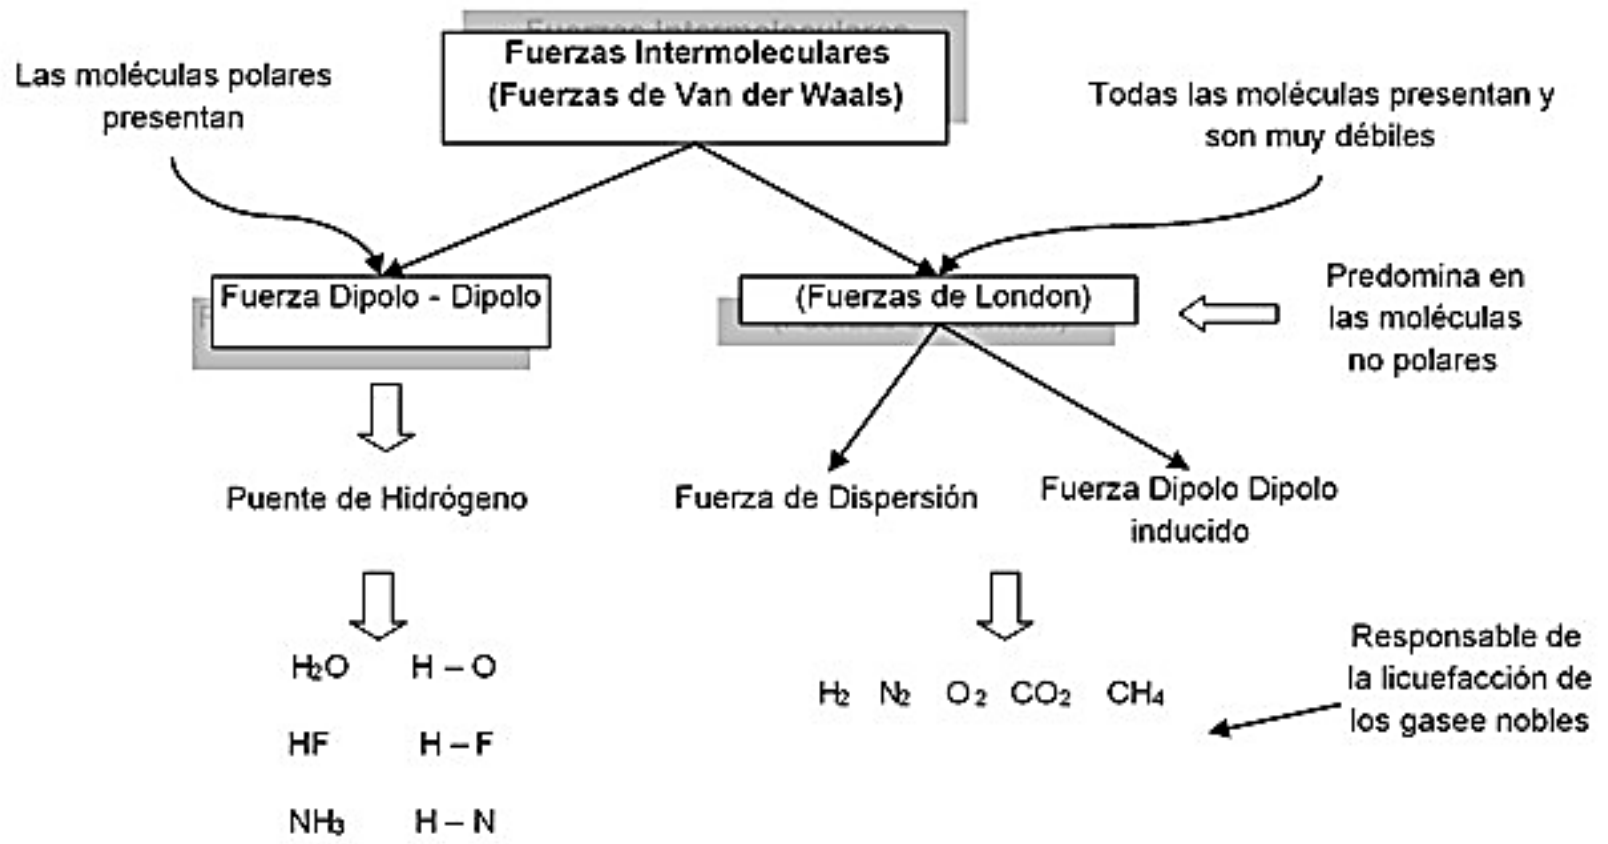 Fuerzas Intermoleculares
(Fuerzas de Van der Waals)
Las moléculas polares
presentan
Todas las moléculas presentan y
son muy débiles
Fuerza Dipolo - Dipolo
(Fuerzas de London)
Predomina en
las moléculas
no polares
Puente de Hidrógeno
Fuerza de Dispersión
Fuerza Dipolo Dipolo
inducido
H₂O H – O
HF H – F
NH₃ H – N
H₂ N₂ O₂ CO₂ CH₄
Responsable de
la licuefacción de
los gasee nobles